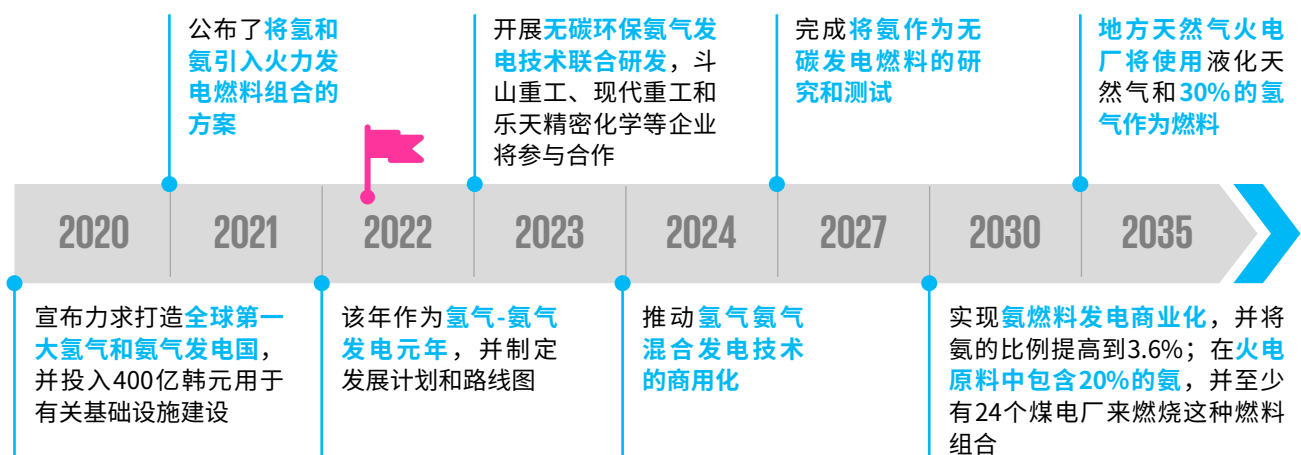 公布了将氢和
氨引入火力发
电燃料组合的
方案
开展无碳环保氨气发
电技术联合研发，斗
山重工、现代重工和
乐天精密化学等企业
将参与合作
完成将氨作为无
碳发电燃料的研
究和测试
地方天然气火电
厂将使用液化天
然气和30%的氢
气作为燃料
2020
2021
2022
2023
2024
2027
2030
2035
宣布力求打造全球第一
大氢气和氨气发电国，
并投入400亿韩元用于
有关基础设施建设
该年作为氢气-氨气
发电元年，并制定
发展计划和路线图
推动氢气氨气
混合发电技术
的商用化
实现氨燃料发电商业化，并将
氨的比例提高到3.6%；在火电
原料中包含20%的氨，并至少
有24个煤电厂来燃烧这种燃料
组合